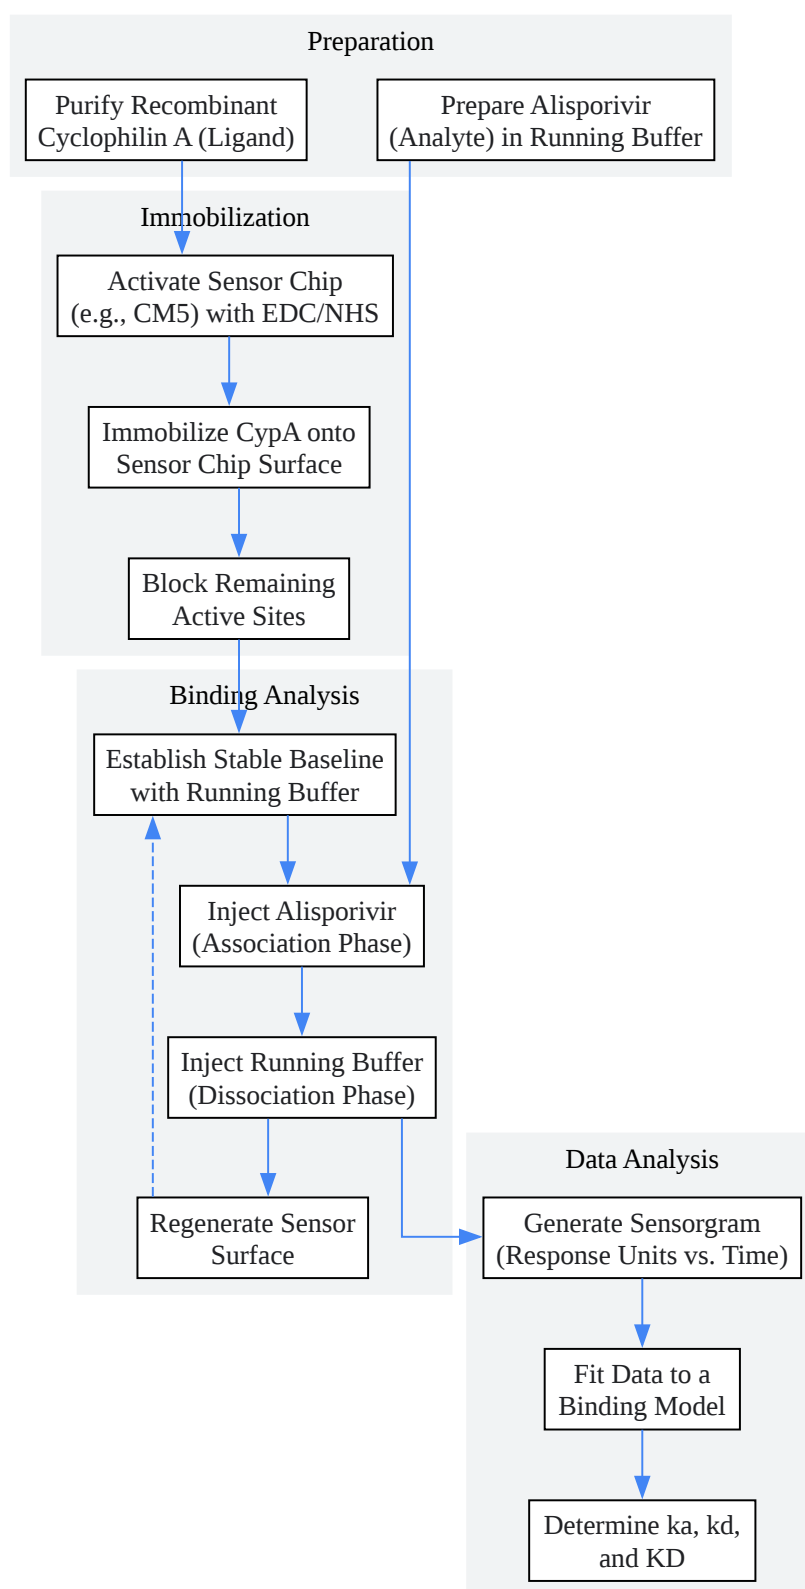 Preparation
Purify Recombinant
Cyclophilin A (Ligand)
Prepare Alisporivir
(Analyte) in Running Buffer
Immobilization
Activate Sensor Chip
(e.g., CM5) with EDC/NHS
Immobilize CypA onto
Sensor Chip Surface
Block Remaining
Active Sites
Binding Analysis
Establish Stable Baseline
with Running Buffer
Inject Alisporivir
(Association Phase)
Inject Running Buffer
(Dissociation Phase)
Regenerate Sensor
Surface
Data Analysis
Generate Sensorgram
(Response Units vs. Time)
Fit Data to a
Binding Model
Determine ka, kd,
and KD